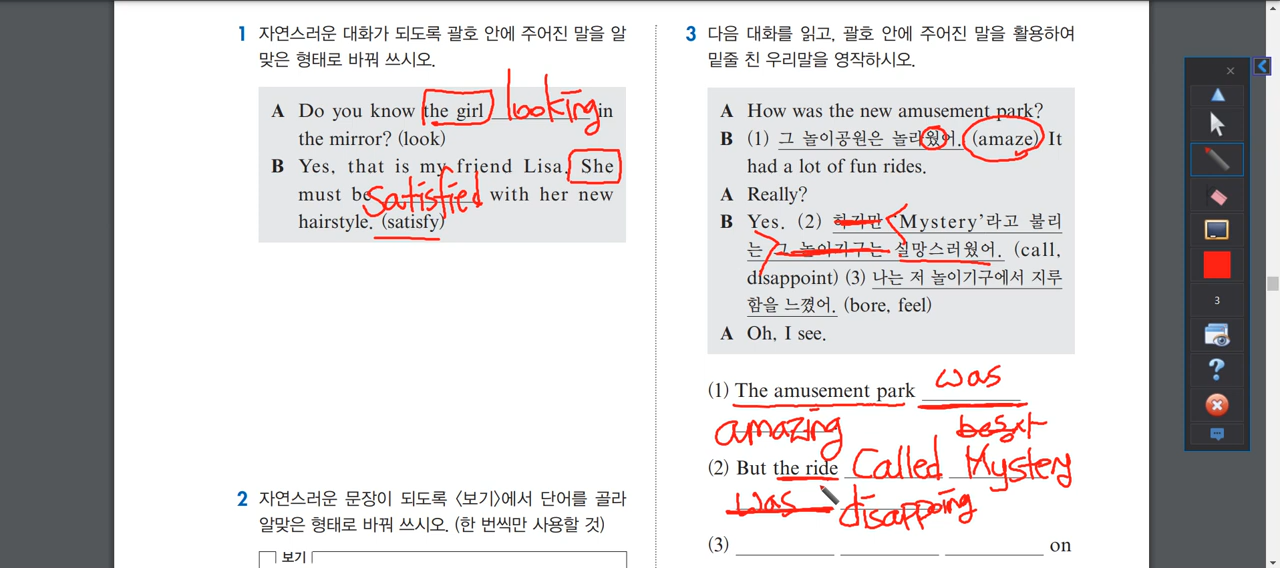 1 자연스러운 대화가 되도록 괄호 안에 주어진 말을 알
맞은 형태로 바꿔 쓰시오.
A Do you know the girl looking in
the mirror? (look)
B Yes, that is my friend Lisa. She
must be satisfied with her new
hairstyle. (satisfy)
2 자연스러운 문장이 되도록 〈보기〉에서 단어를 골라
알맞은 형태로 바꿔 쓰시오. (한 번씩만 사용할 것)
보기
3 다음 대화를 읽고, 괄호 안에 주어진 말을 활용하여
밑줄 친 우리말을 영작하시오.
A How was the new amusement park?
B (1) 그 놀이공원은 놀라웠어. (amaze) It
had a lot of fun rides.
A Really?
B Yes. (2) 하지만 'Mystery'라고 불리
는 그 놀이기구는 실망스러웠어. (call,
disappoint) (3) 나는 저 놀이기구에서 지루
함을 느꼈어. (bore, feel)
A Oh, I see.
(1) The amusement park was
amazing
(2) But the ride Called Mystery
was disappoing
(3) on
3